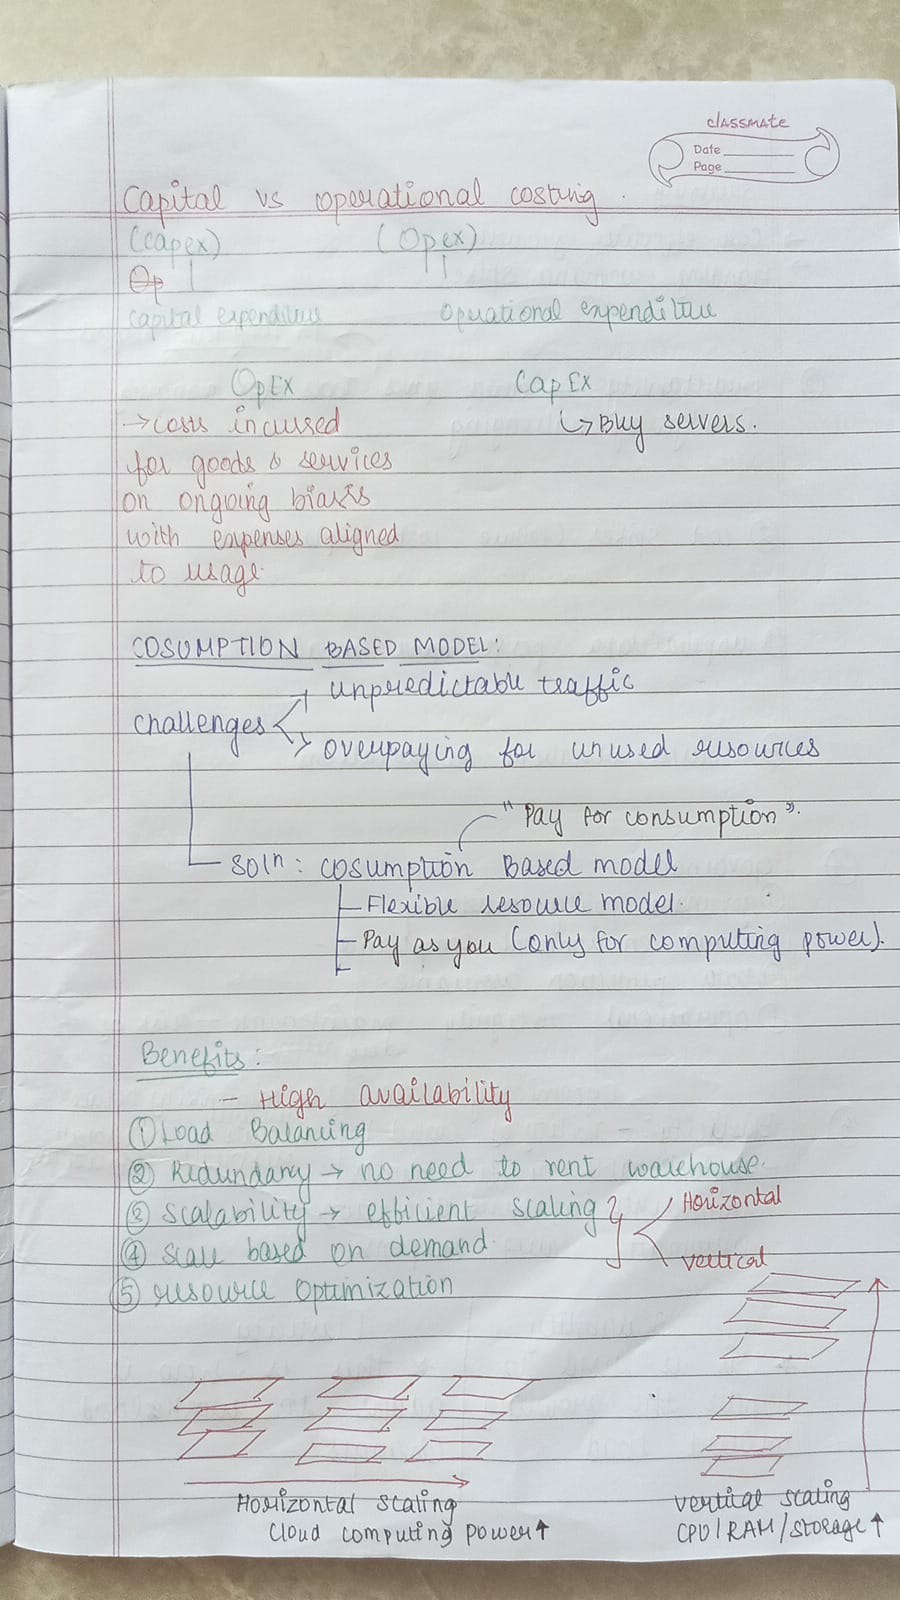 classmate
Date
Page
Capital vs operational costing.
(capex) (Opex)
Op
capital expenditure Operational expenditure
OpEx CapEx
→ costs incused ↳ Buy servers.
for goods & services
on ongoing biasis
with expenses aligned
to usage.
COSUMPTION BASED MODEL:
unpredictable traffic
challenges
overpaying for unused resources
"Pay for consumption".
Soln: cosumption Based model
Flexible resource model.
Pay as you (only for computing power).
Benefits:
- High availability
① Load Balancing
② Redundany → no need to rent warehouse.
③ Scalability → efficient scaling } Horizontal
④ Scale based on demand. vertical
⑤ resource Optimization
Horizontal scaling vertical scaling
cloud computing power↑ CPU/RAM/Storage↑